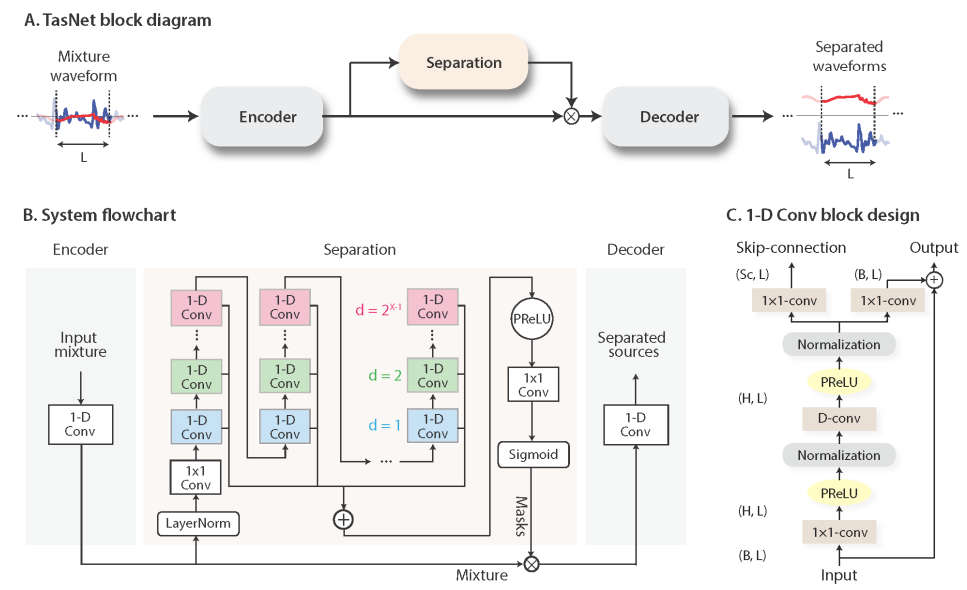 A. TasNet block diagram
Mixture
waveform
...
...
L
Encoder
Separation
Decoder
Separated
waveforms
...
...
L
B. System flowchart
Encoder
Separation
Decoder
Input
mixture
1-D
Conv
1-D
Conv
1-D
Conv
1-D
Conv
1x1
Conv
LayerNorm
1-D
Conv
1-D
Conv
1-D
Conv
...
d = 2^X-1
d = 2
d = 1
1-D
Conv
1-D
Conv
1-D
Conv
PReLU
1x1
Conv
Sigmoid
Masks
Mixture
Separated
sources
1-D
Conv
C. 1-D Conv block design
Skip-connection
Output
(Sc, L)
(B, L)
1×1-conv
1×1-conv
Normalization
PReLU
(H, L)
D-conv
Normalization
PReLU
(H, L)
1×1-conv
(B, L)
Input